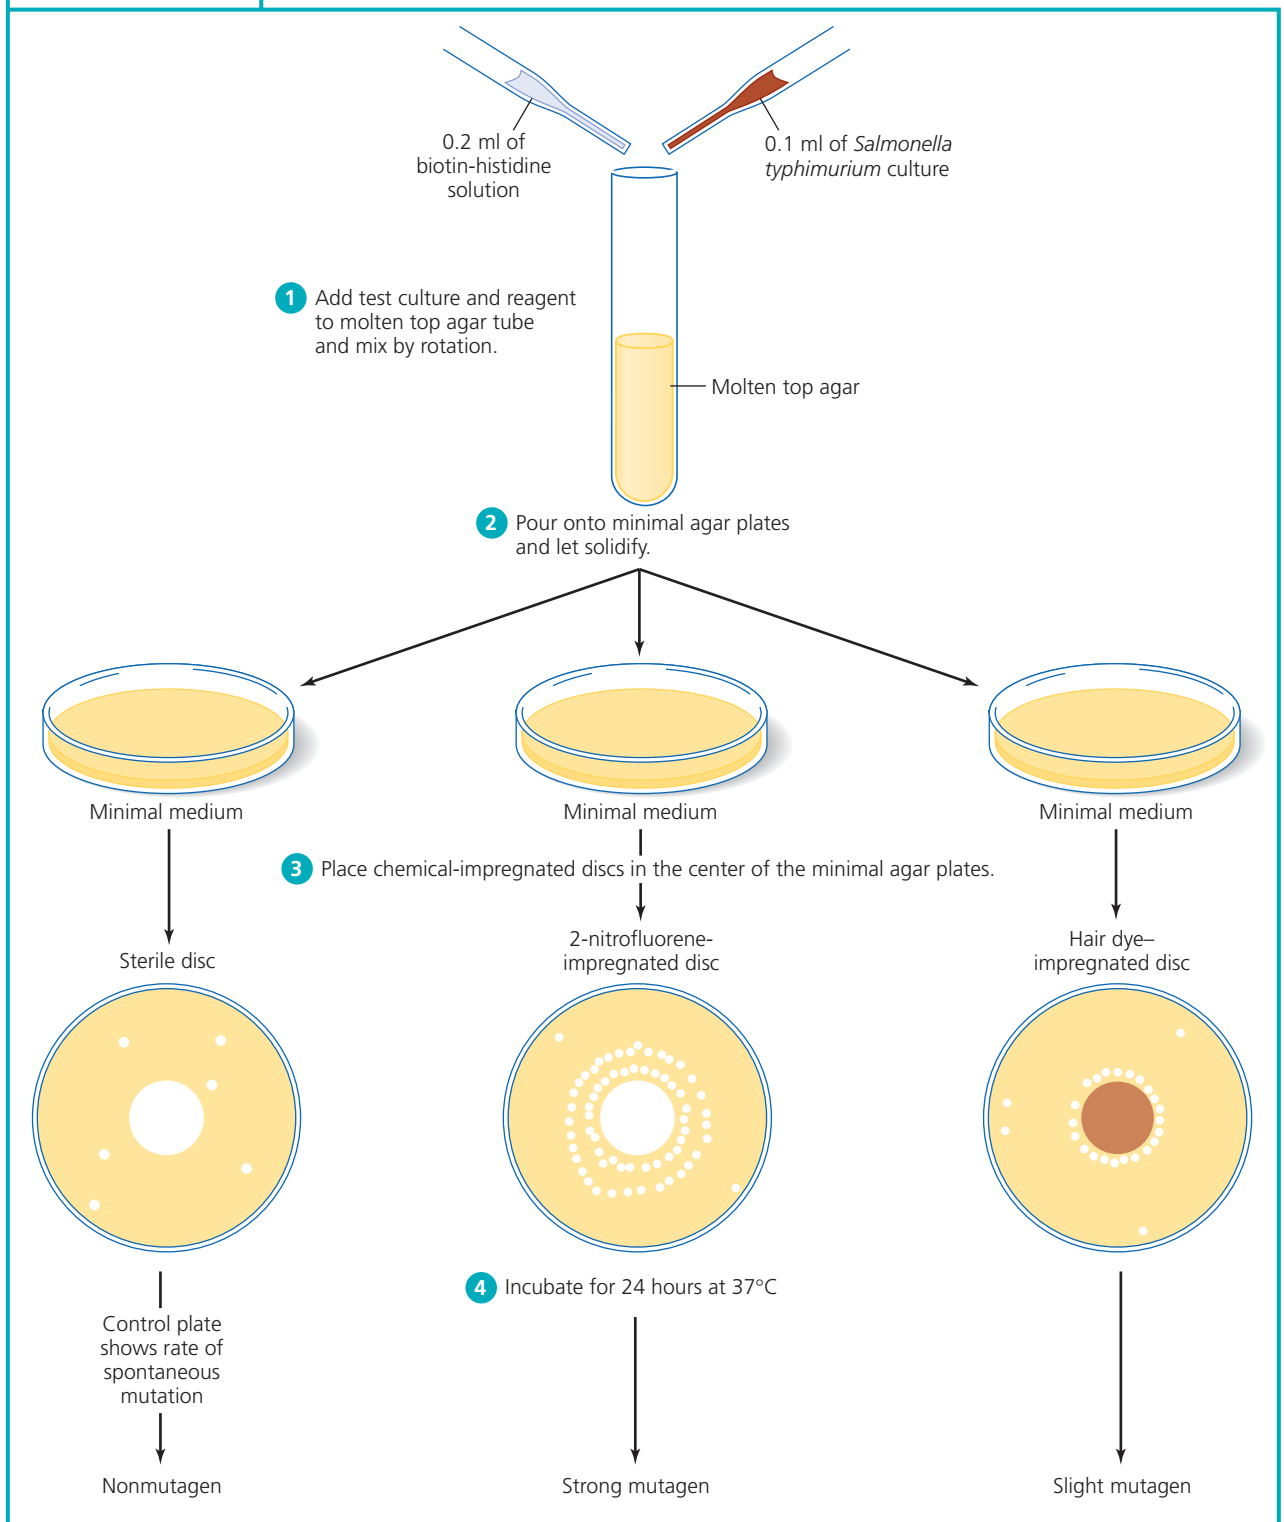 0.2 ml of
biotin-histidine
solution
0.1 ml of Salmonella
typhimurium culture
1 Add test culture and reagent
to molten top agar tube
and mix by rotation.
Molten top agar
2 Pour onto minimal agar plates
and let solidify.
Minimal medium
Minimal medium
Minimal medium
3 Place chemical-impregnated discs in the center of the minimal agar plates.
Sterile disc
2-nitrofluorene-
impregnated disc
Hair dye–
impregnated disc
4 Incubate for 24 hours at 37°C
Control plate
shows rate of
spontaneous
mutation
Nonmutagen
Strong mutagen
Slight mutagen